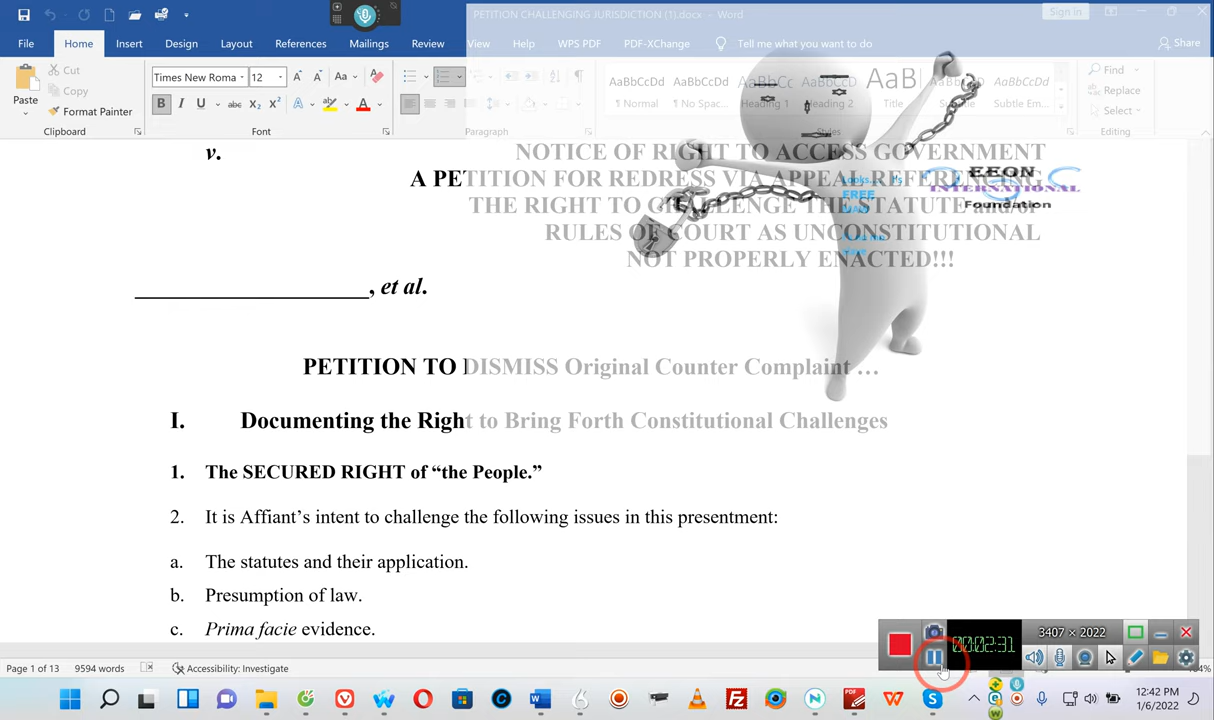 PETITION CHALLENGING JURISDICTION (1).docx - Word
Sign in
File Home Insert Design Layout References Mailings Review View Help WPS PDF PDF-XChange Tell me what you want to do Share
Paste
Cut
Copy
Format Painter
Clipboard
Times New Roma 12
Font
Paragraph
AaBbCcDd AaBbCcDd AaBbCc AaBbCcD AaB AaBbCcD AaBbCcDd
¶ Normal ¶ No Spac... Heading 1 Heading 2 Title Subtitle Subtle Em...
Styles
Find
Replace
Select
Editing
v.
NOTICE OF RIGHT TO ACCESS GOVERNMENT
A PETITION FOR REDRESS VIA APPEAL REFERENCING
THE RIGHT TO CHALLENGE THE STATUTE and/or
RULES OF COURT AS UNCONSTITUTIONAL
NOT PROPERLY ENACTED!!!
EEON
INTERNATIONAL
Foundation
Looks...
FREE
____________________, et al.
PETITION TO DISMISS Original Counter Complaint …
I. Documenting the Right to Bring Forth Constitutional Challenges
1. The SECURED RIGHT of “the People.”
2. It is Affiant’s intent to challenge the following issues in this presentment:
a. The statutes and their application.
b. Presumption of law.
c. Prima facie evidence.
00:02:31
3407 × 2022
Page 1 of 13 9594 words Accessibility: Investigate
12:42 PM
1/6/2022